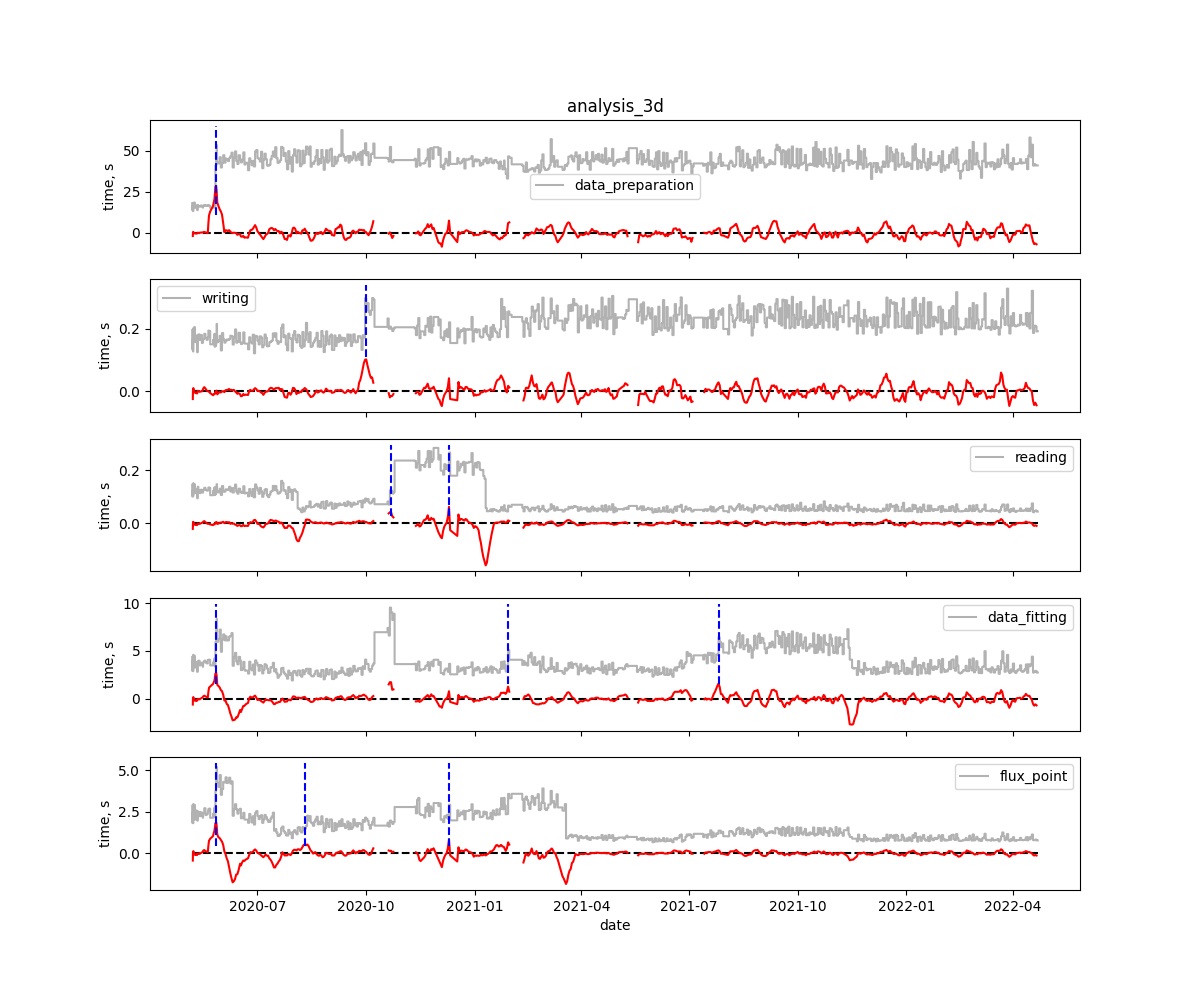 analysis_3d
time, s
50
25
0
data_preparation
time, s
0.2
0.0
writing
time, s
0.2
0.0
reading
time, s
10
5
0
data_fitting
time, s
5.0
2.5
0.0
flux_point
2020-07 2020-10 2021-01 2021-04 2021-07 2021-10 2022-01 2022-04
date